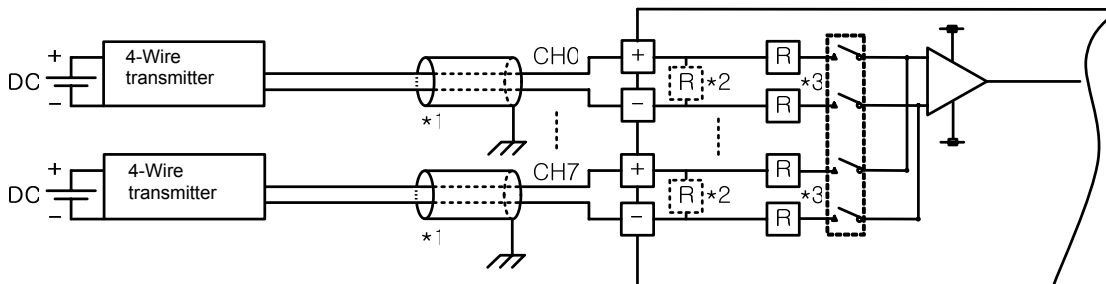 +
DC
−
4-Wire
transmitter
*1
CH0
+
−
R *2
R
R
*3
+
DC
−
4-Wire
transmitter
*1
CH7
+
−
R *2
R
R
*3